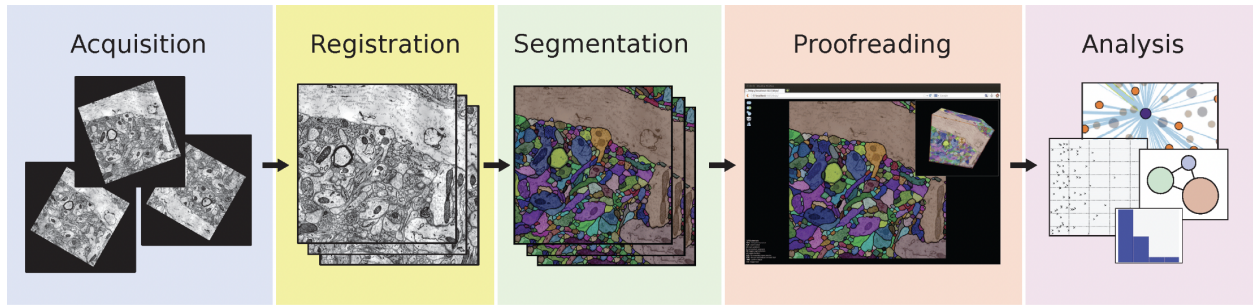 Acquisition
Registration
Segmentation
Proofreading
Analysis